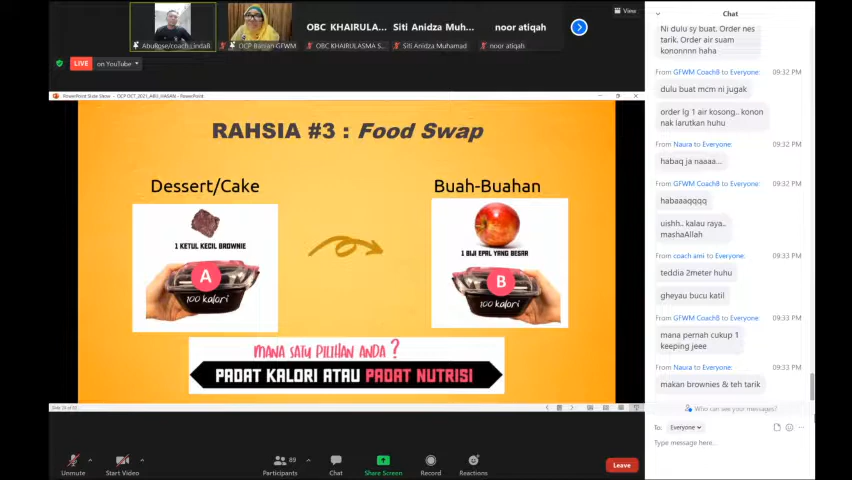 OBC KHAIRULASMA S...
Siti Anidza Muh...
noor atiqah
View
AbuRose/coach Lindali
OCP Baniah GFWM
OBC KHAIRULASMA S...
Siti Anidza Muhamad
noor atiqah
LIVE on YouTube
RAHSIA #3 : Food Swap
Dessert/Cake
Buah-Buahan
1 KETUL KECIL BROWNIE
A
100 kalori
1 BIJI EPAL YANG BESAR
B
100 kalori
MANA SATU PILIHAN ANDA?
PADAT KALORI ATAU PADAT NUTRISI
Unmute
Start Video
Participants
89
Chat
Share Screen
Record
Reactions
Leave
Chat
Ni dulu sy buat. Order nes
tarik. Order air suam
kononnnn haha
From GFWM CoachB to Everyone: 09:32 PM
dulu buat mcm ni jugak
order lg 1 air kosong.. konon
nak larutkan huhu
From Naura to Everyone: 09:32 PM
habaq ja naaaa...
From GFWM CoachB to Everyone: 09:32 PM
habaaaqqqq
uishh.. kalau raya..
mashaAllah
From coach ami to Everyone: 09:33 PM
teddia 2meter huhu
gheyau bucu katil
From GFWM CoachB to Everyone: 09:33 PM
mana pernah cukup 1
keeping jeee
From Naura to Everyone: 09:33 PM
makan brownies & teh tarik
Who can see your messages?
To: Everyone
Type message here...